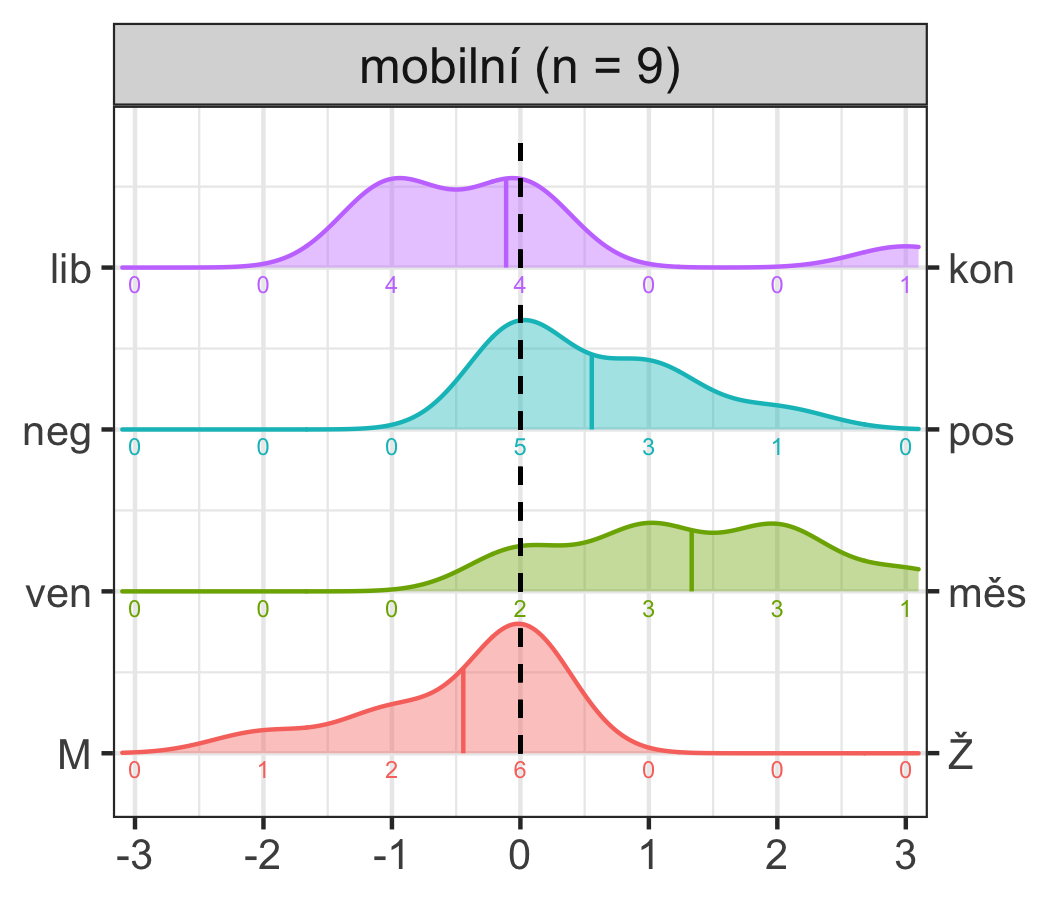 mobilní (n = 9)
lib kon
0 0 4 4 0 0 1
neg pos
0 0 0 5 3 1 0
ven měs
0 0 0 2 3 3 1
M Ž
0 1 2 6 0 0 0
-3 -2 -1 0 1 2 3